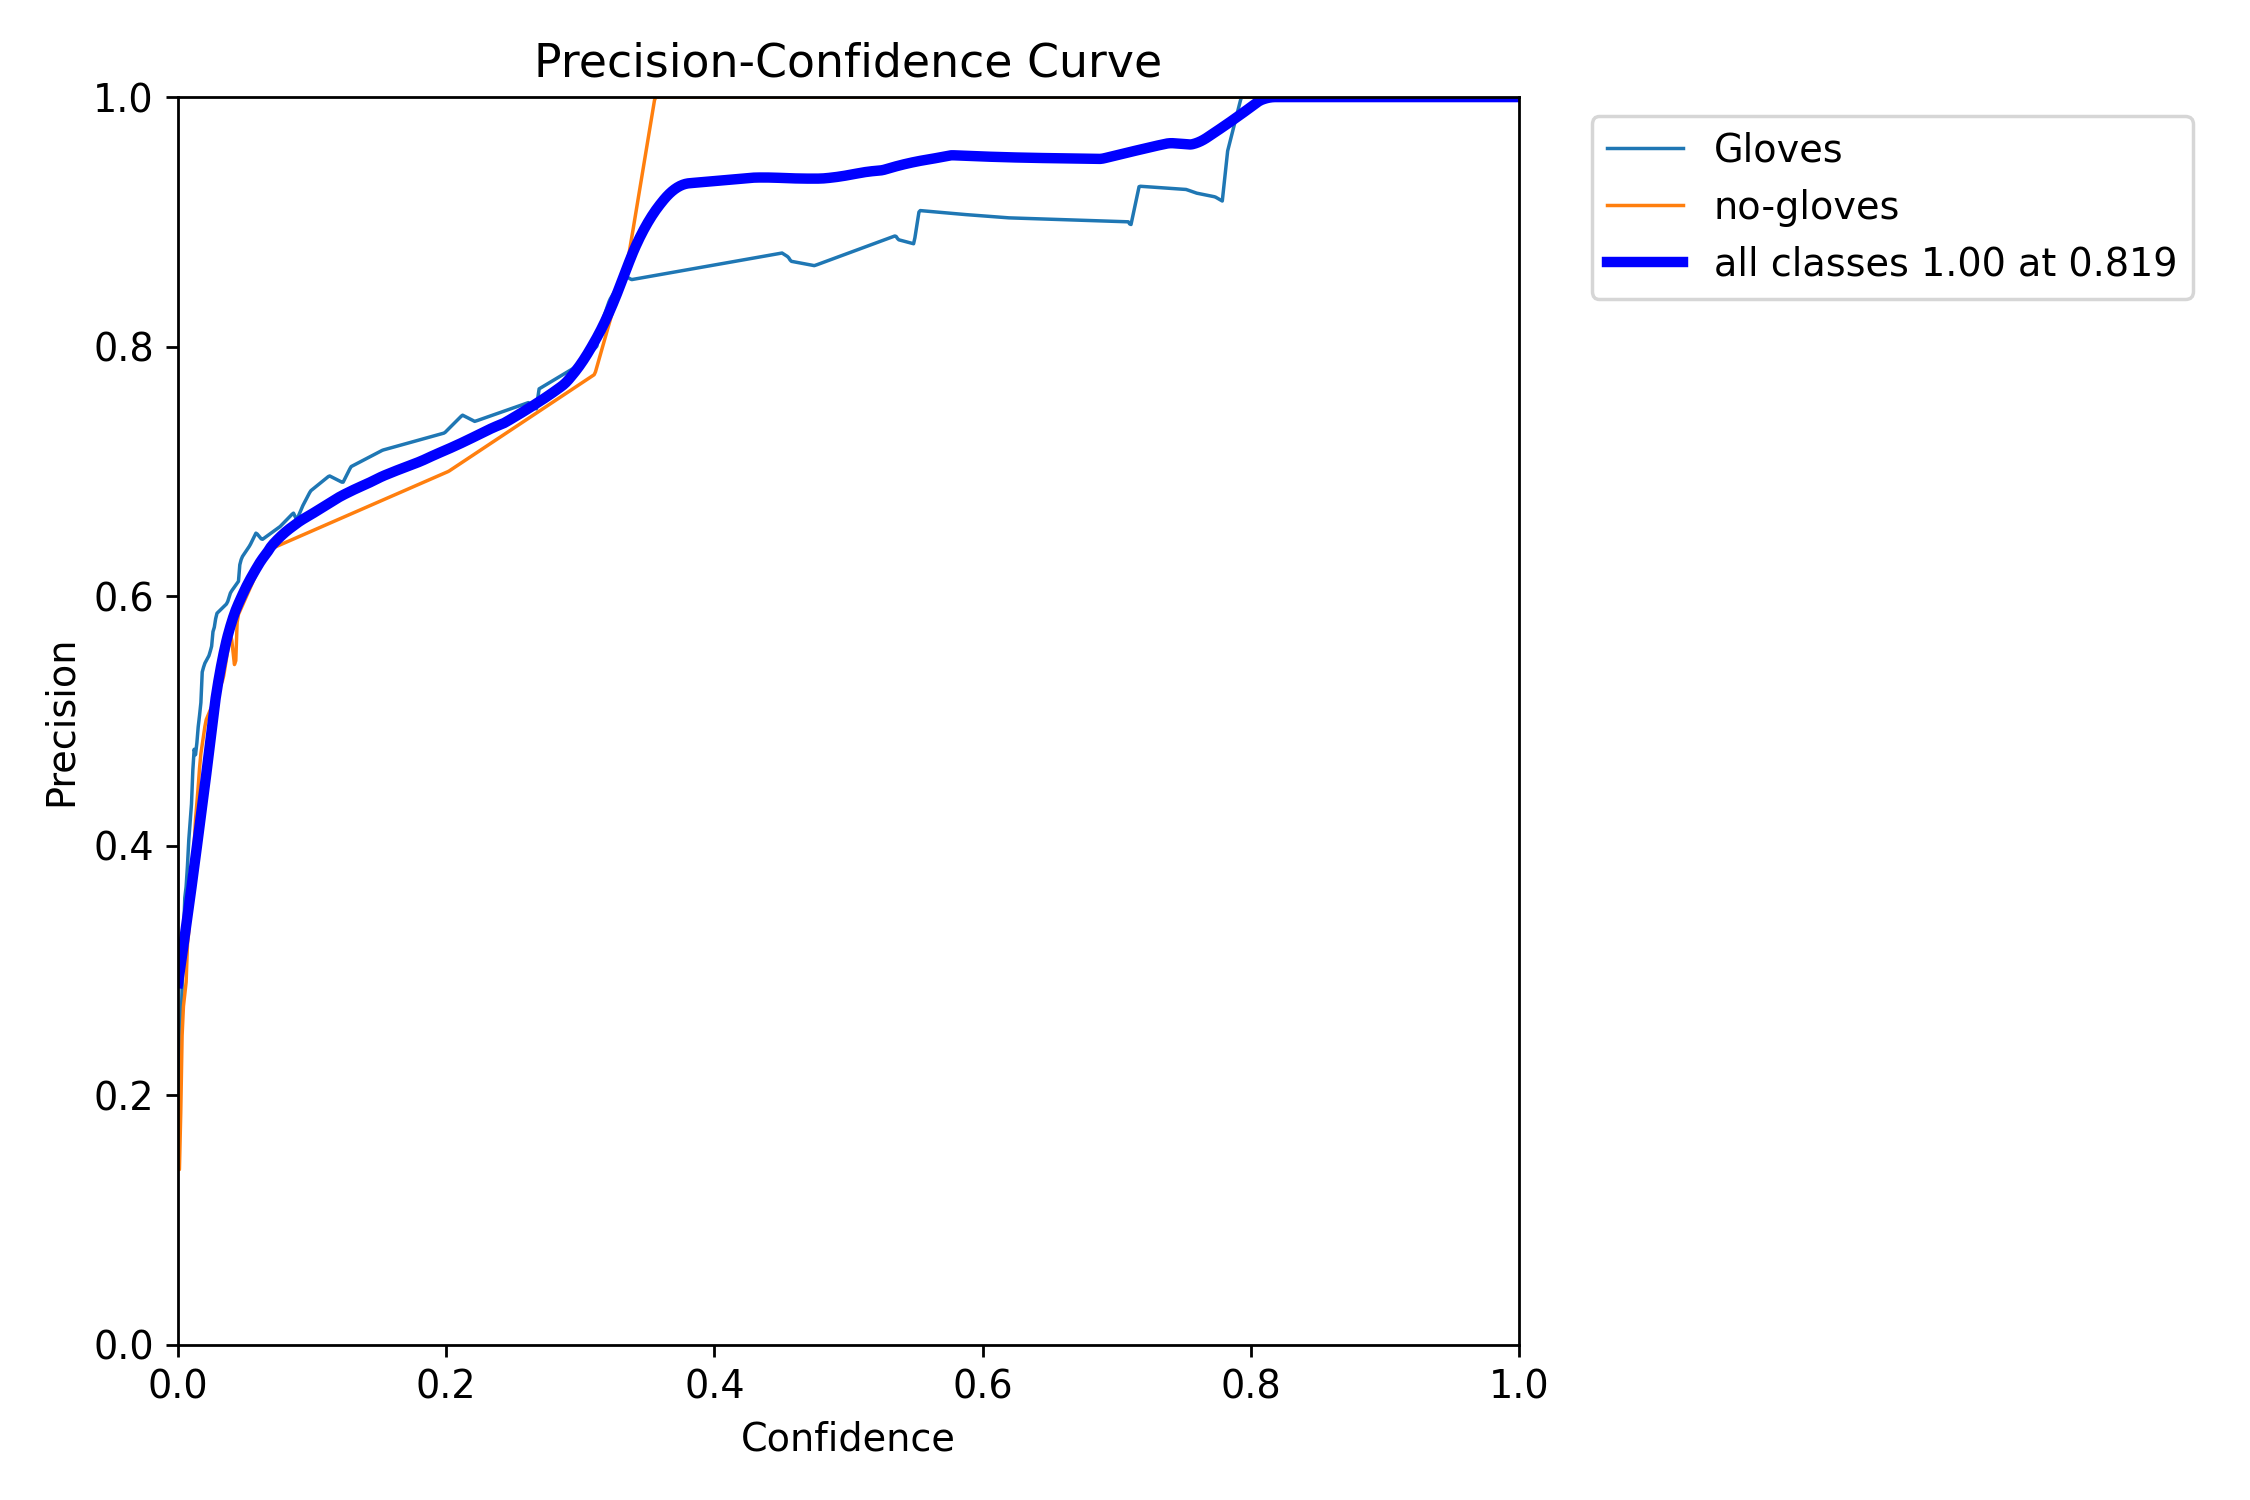 Precision-Confidence Curve
1.0
0.8
0.6
0.4
0.2
0.0
Precision
0.0 0.2 0.4 0.6 0.8 1.0
Confidence
Gloves
no-gloves
all classes 1.00 at 0.819